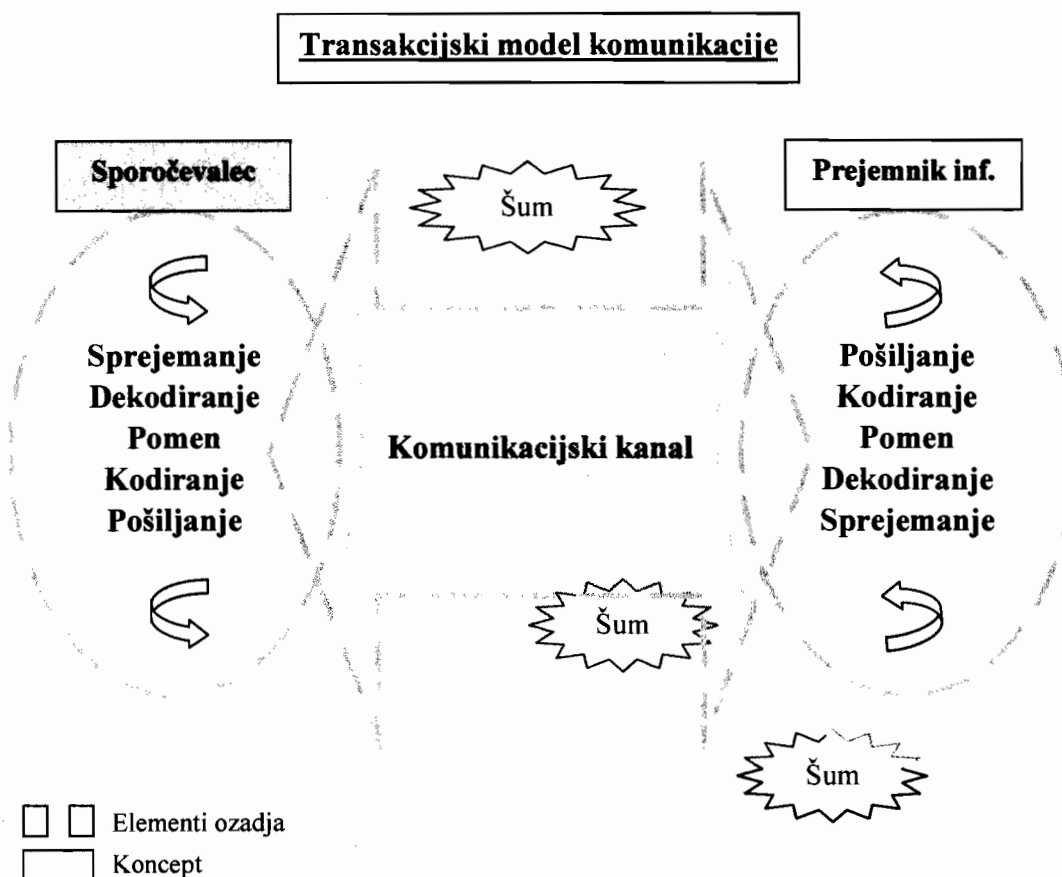 Transakcijski model komunikacije
Sporočevalec
Šum
Prejemnik inf.
Sprejemanje
Dekodiranje
Pomen
Kodiranje
Pošiljanje
Komunikacijski kanal
Pošiljanje
Kodiranje
Pomen
Dekodiranje
Sprejemanje
Šum
Šum
Elementi ozadja
Koncept